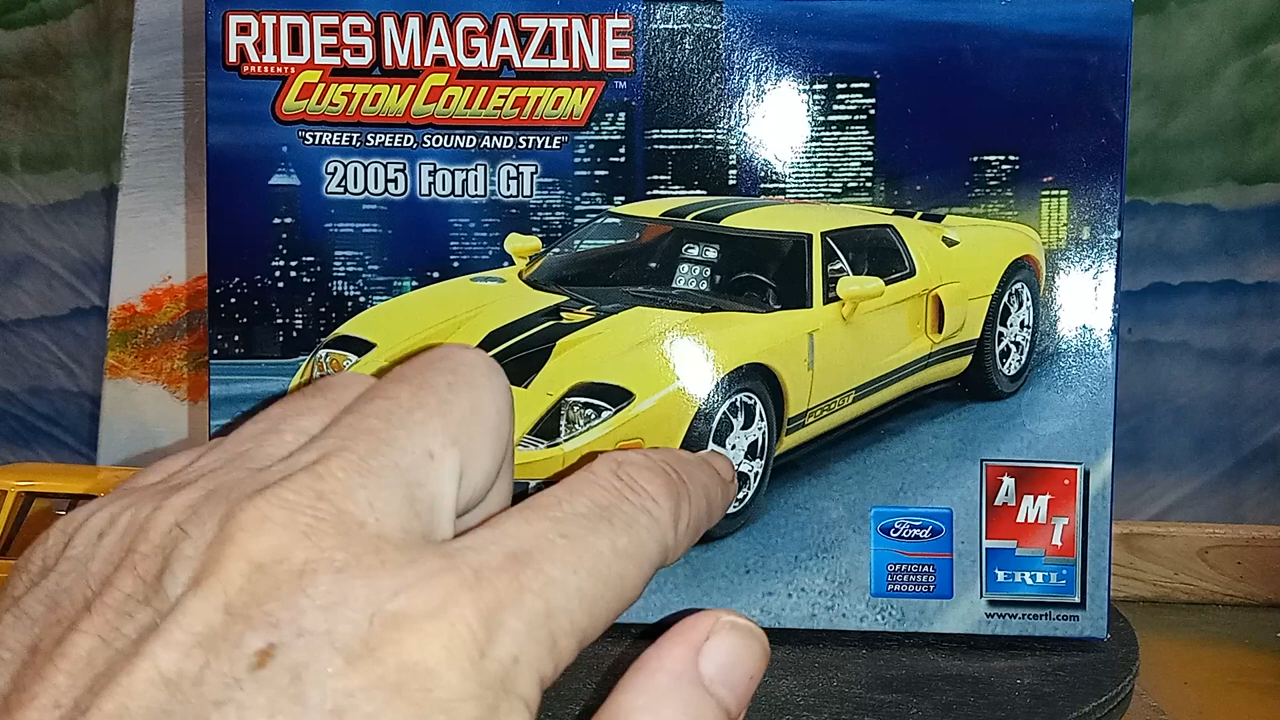 RIDES MAGAZINE
PRESENTS
CUSTOM COLLECTION
TM
"STREET, SPEED, SOUND AND STYLE"
2005 Ford GT
FORD GT
Ford
OFFICIAL
LICENSED
PRODUCT
AMT
ERTL
www.rcertl.com